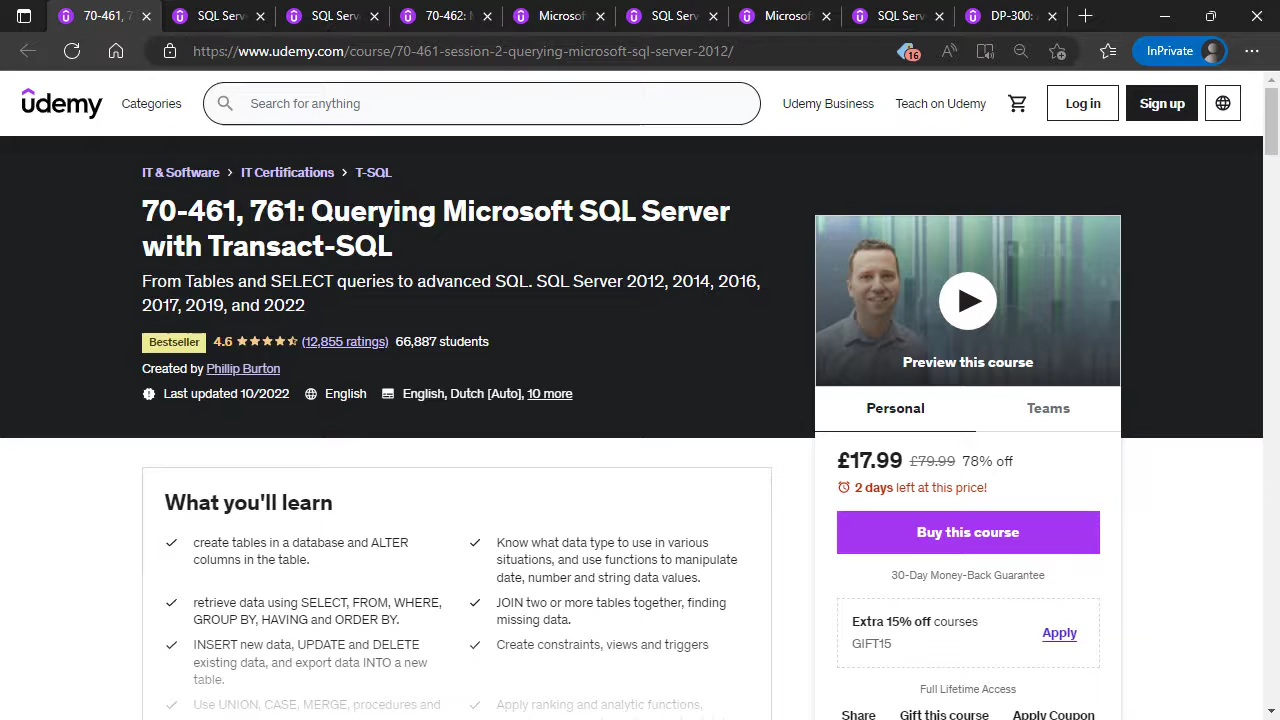 70-461, 7
SQL Serve
SQL Serve
70-462: M
Microsof
SQL Serve
Microsof
SQL Serve
DP-300: A
https://www.udemy.com/course/70-461-session-2-querying-microsoft-sql-server-2012/
16
InPrivate
udemy
Categories
Search for anything
Udemy Business
Teach on Udemy
Log in
Sign up
IT & Software > IT Certifications > T-SQL
70-461, 761: Querying Microsoft SQL Server
with Transact-SQL
From Tables and SELECT queries to advanced SQL. SQL Server 2012, 2014, 2016,
2017, 2019, and 2022
Bestseller 4.6 (12,855 ratings) 66,887 students
Created by Phillip Burton
Last updated 10/2022 English English, Dutch [Auto], 10 more
Preview this course
Personal
Teams
£17.99 £79.99 78% off
2 days left at this price!
Buy this course
30-Day Money-Back Guarantee
Extra 15% off courses
GIFT15
Apply
Full Lifetime Access
Share
Gift this course
Apply Coupon
What you'll learn
create tables in a database and ALTER
columns in the table.
Know what data type to use in various
situations, and use functions to manipulate
date, number and string data values.
retrieve data using SELECT, FROM, WHERE,
GROUP BY, HAVING and ORDER BY.
JOIN two or more tables together, finding
missing data.
INSERT new data, UPDATE and DELETE
existing data, and export data INTO a new
table.
Create constraints, views and triggers
Use UNION, CASE, MERGE, procedures and
Apply ranking and analytic functions,